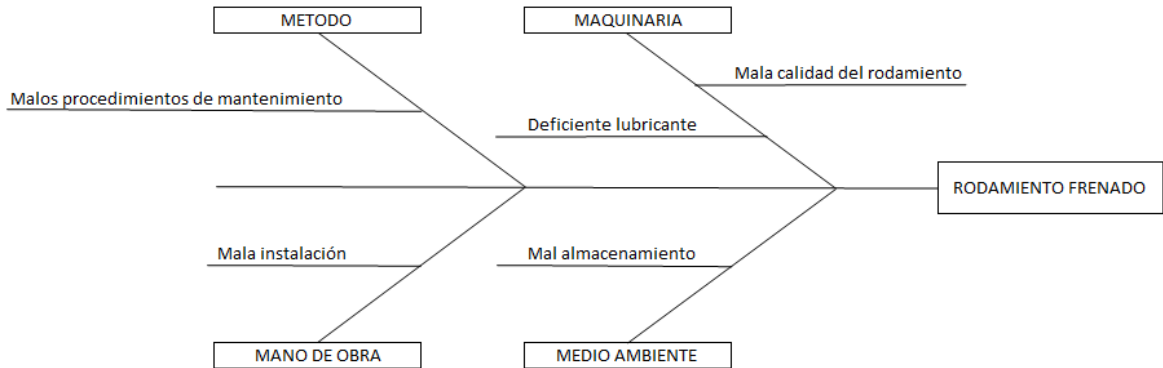 METODO
MAQUINARIA
Mala calidad del rodamiento
Malos procedimientos de mantenimiento
Deficiente lubricante
RODAMIENTO FRENADO
Mala instalación
Mal almacenamiento
MANO DE OBRA
MEDIO AMBIENTE